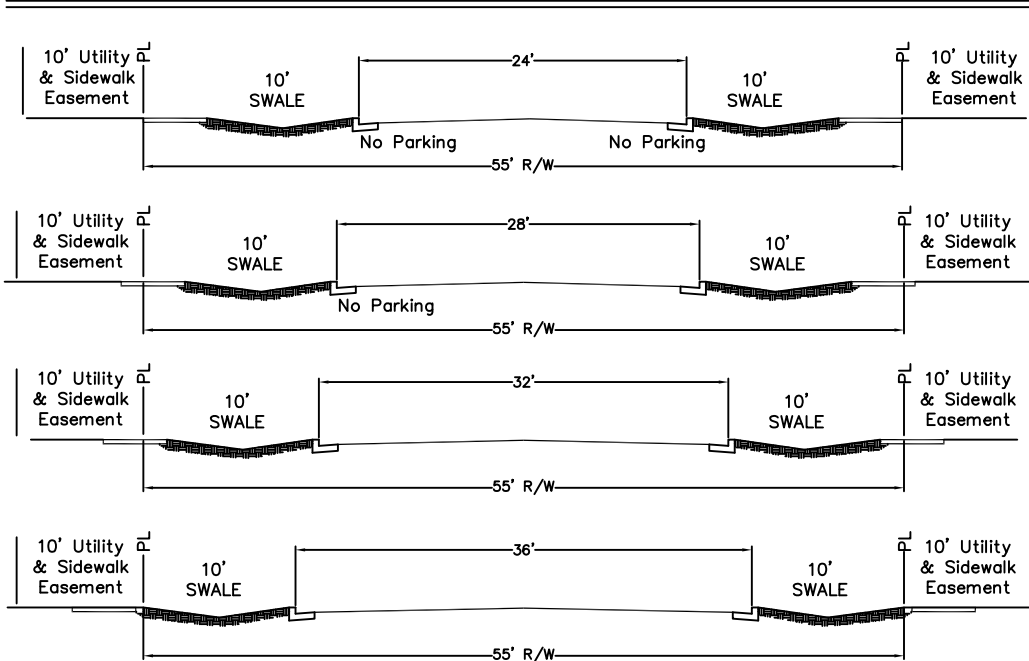 10' Utility
& Sidewalk
Easement
PL
10'
SWALE
24'
10'
SWALE
PL
10' Utility
& Sidewalk
Easement
No Parking
No Parking
55' R/W
10' Utility
& Sidewalk
Easement
PL
10'
SWALE
28'
10'
SWALE
PL
10' Utility
& Sidewalk
Easement
No Parking
55' R/W
10' Utility
& Sidewalk
Easement
PL
10'
SWALE
32'
10'
SWALE
PL
10' Utility
& Sidewalk
Easement
55' R/W
10' Utility
& Sidewalk
Easement
PL
10'
SWALE
36'
10'
SWALE
PL
10' Utility
& Sidewalk
Easement
55' R/W